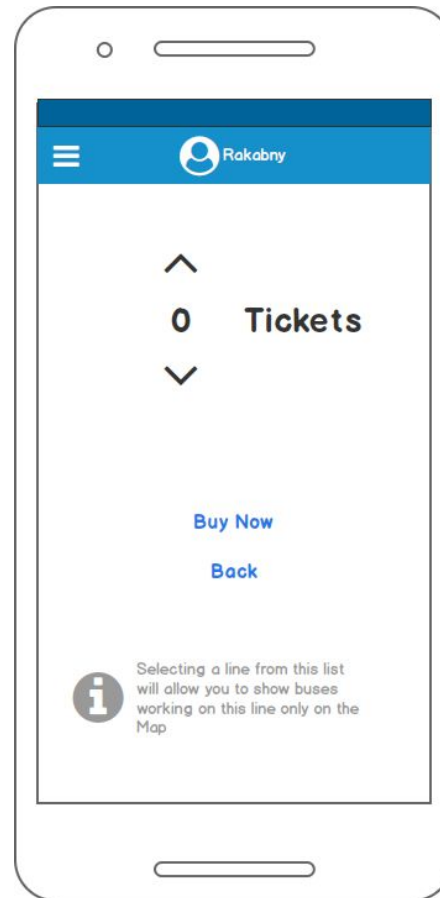 Rakabny
0 Tickets
Buy Now
Back
Selecting a line from this list
will allow you to show buses
working on this line only on the
Map